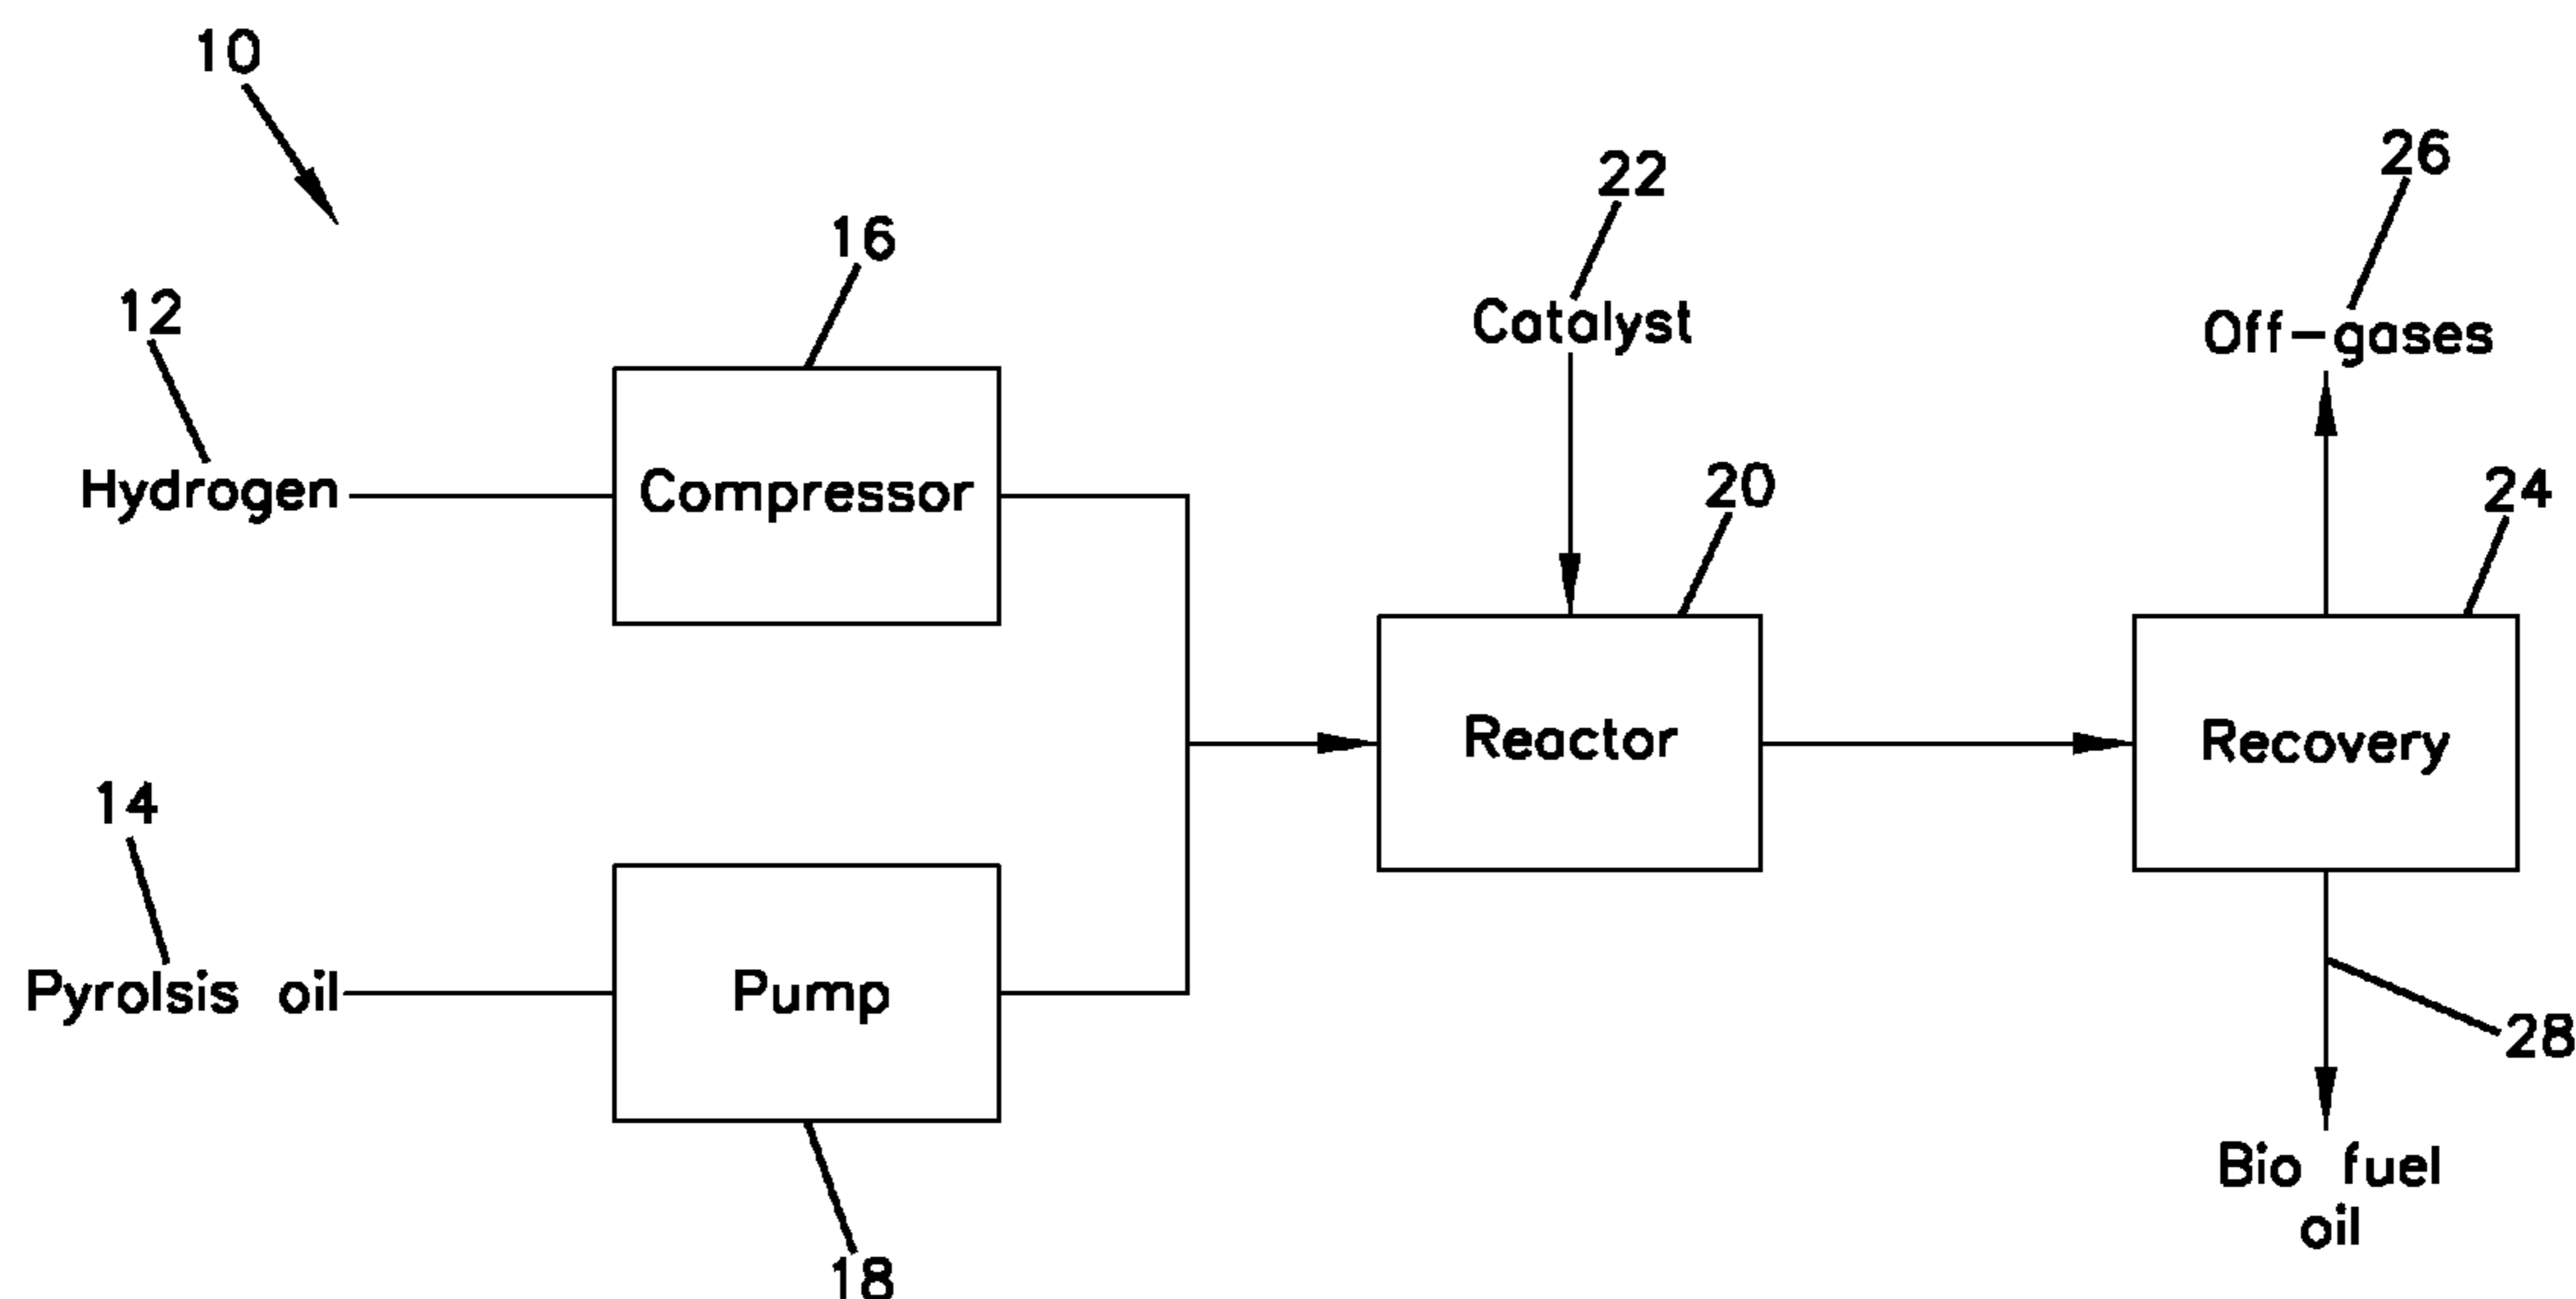 10
26
22
16
12
Catalyst
Off-gases
20
24
Hydrogen
Compressor
Reactor
Recovery
14
Pyrolsis oil
Pump
28
Bio fuel
oil
18